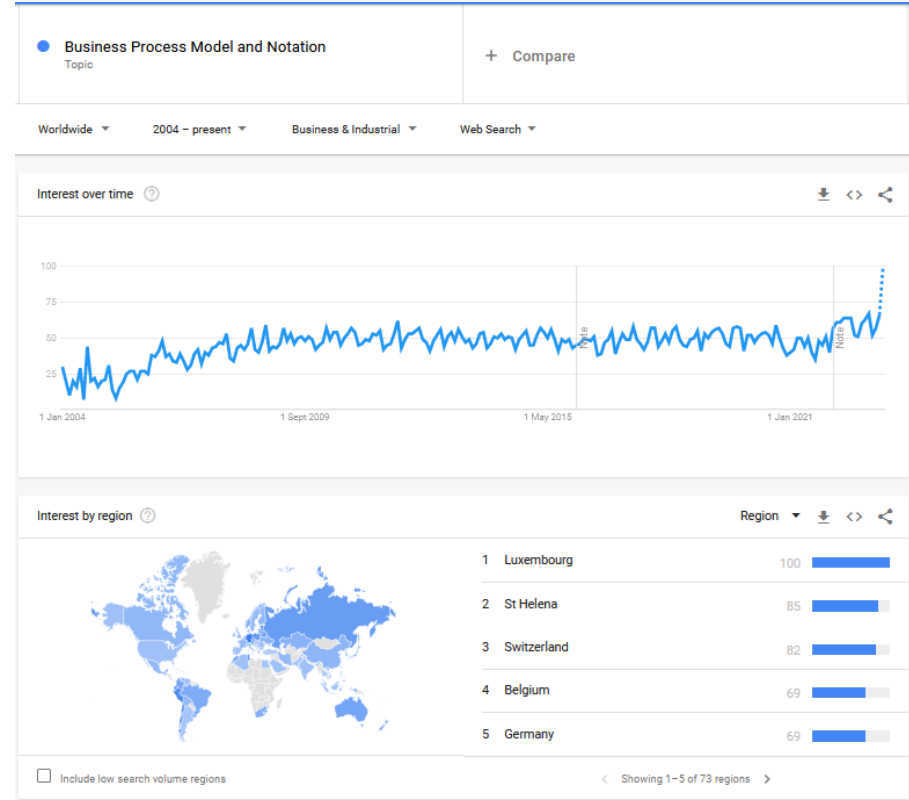 Business Process Model and Notation
Topic
+ Compare
Worldwide 2004 – present Business & Industrial Web Search
Interest over time
100
75
50
25
Note
Note
1 Jan 2004 1 Sept 2009 1 May 2015 1 Jan 2021
Interest by region
Region
1 Luxembourg 100
2 St Helena 85
3 Switzerland 82
4 Belgium 69
5 Germany 69
Include low search volume regions
Showing 1–5 of 73 regions